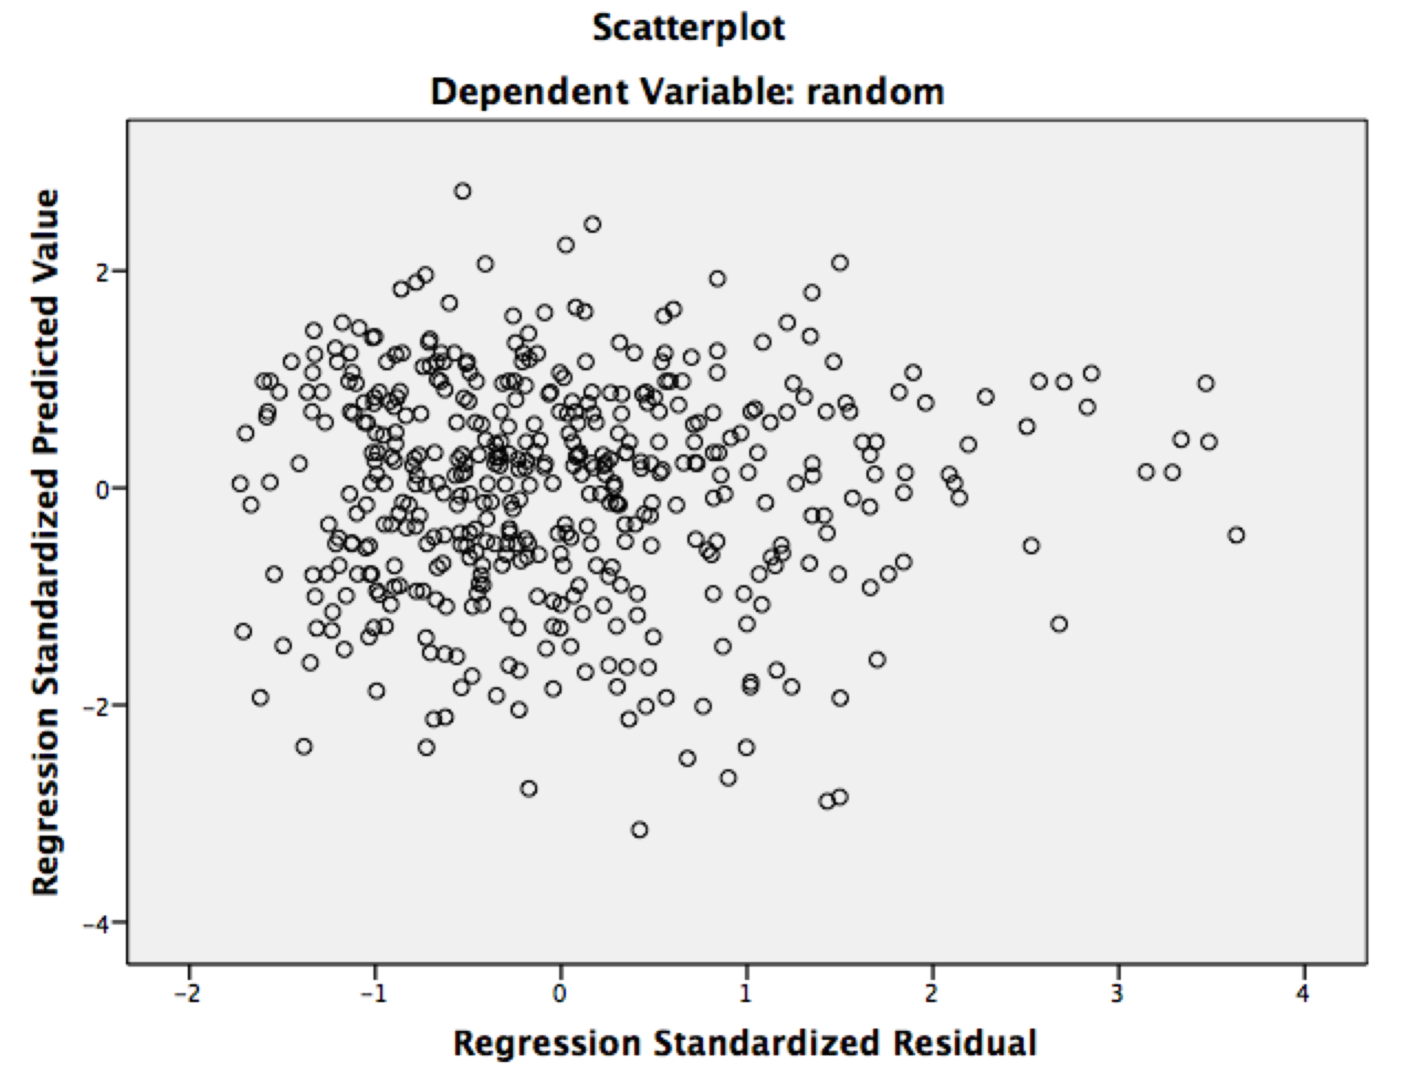 Scatterplot
Dependent Variable: random
Regression Standardized Predicted Value
2
0
−2
−4
−2
−1
0
1
2
3
4
Regression Standardized Residual